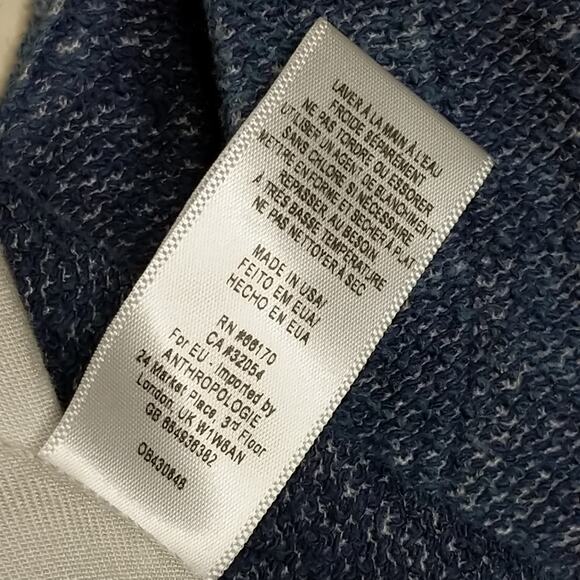 LAVER À LA MAIN À L'EAU
FROIDE SÉPARÉMENT
NE PAS TORDRE OU ESSORER
UTILISER UN AGENT DE BLANCHIMENT
SANS CHLORE SI NÉCESSAIRE
METTRE EN FORME ET SÉCHER À PLAT
REPASSER AU BESOIN
À TRÈS BASSE TEMPÉRATURE
NE PAS NETTOYER À SEC
MADE IN USA/
FEITO EM EUA/
HECHO EN EUA
RN #66170
CA #32054
For EU - Imported by
ANTHROPOLOGIE
24 Market Place, 3rd Floor
London, UK W1W8AN
GB 684936382
OB430848